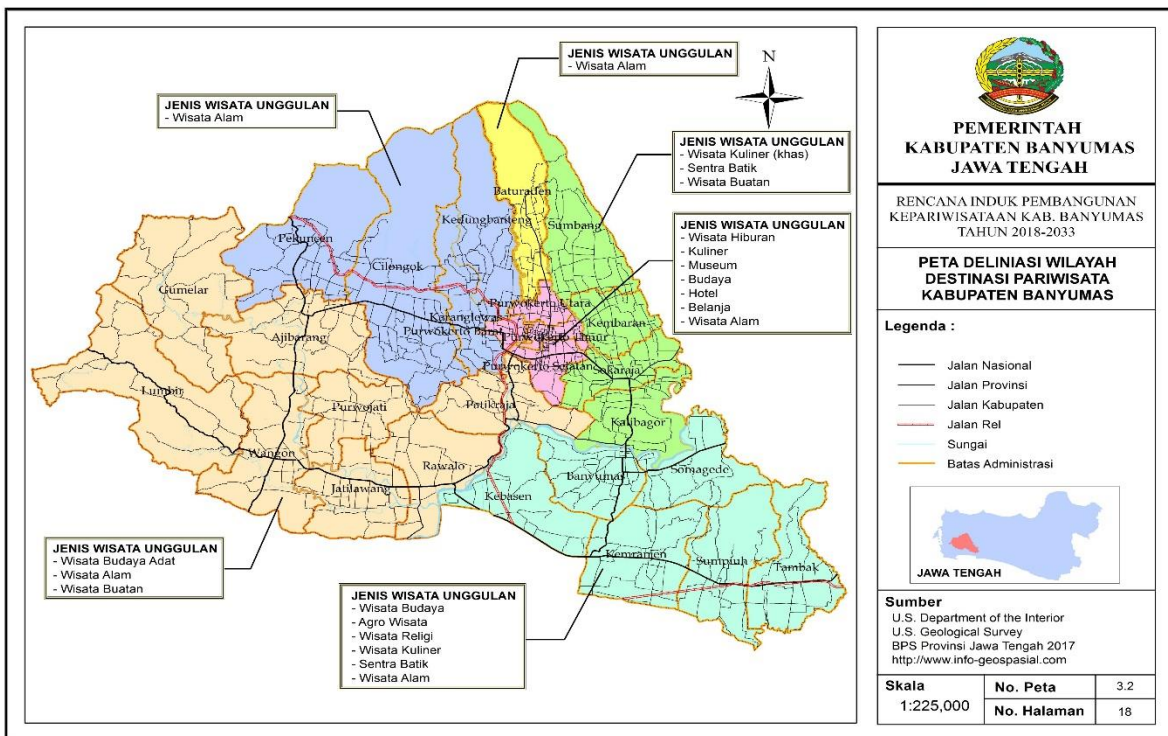 JENIS WISATA UNGGULAN
- Wisata Alam
JENIS WISATA UNGGULAN
- Wisata Alam
N
JENIS WISATA UNGGULAN
- Wisata Kuliner (khas)
- Sentra Batik
- Wisata Buatan
JENIS WISATA UNGGULAN
- Wisata Hiburan
- Kuliner
- Museum
- Budaya
- Hotel
- Belanja
- Wisata Alam
Baturaden
Kedungbanteng
Sumbang
Pekuncen
Cilongok
Gumelar
Purwokerto Utara
Karanglewas
Kembaran
Purwokerto Barat
Purwokerto Timur
Ajibarang
Purwokerto Selatan
Sokaraja
Lumbir
Purwojati
Patikraja
Kalibagor
Wangon
Rawalo
Banyumas
Somagede
Jatilawang
Kebasen
Kemranjen
Sumpiuh
Tambak
JENIS WISATA UNGGULAN
- Wisata Budaya Adat
- Wisata Alam
- Wisata Buatan
JENIS WISATA UNGGULAN
- Wisata Budaya
- Agro Wisata
- Wisata Religi
- Wisata Kuliner
- Sentra Batik
- Wisata Alam
PEMERINTAH
KABUPATEN BANYUMAS
JAWA TENGAH
RENCANA INDUK PEMBANGUNAN
KEPARIWISATAAN KAB. BANYUMAS
TAHUN 2018-2033
PETA DELINIASI WILAYAH
DESTINASI PARIWISATA
KABUPATEN BANYUMAS
Legenda :
Jalan Nasional
Jalan Provinsi
Jalan Kabupaten
Jalan Rel
Sungai
Batas Administrasi
JAWA TENGAH
Sumber
U.S. Department of the Interior
U.S. Geological Survey
BPS Provinsi Jawa Tengah 2017
http://www.info-geospasial.com
Skala
1:225,000
No. Peta
3.2
No. Halaman
18